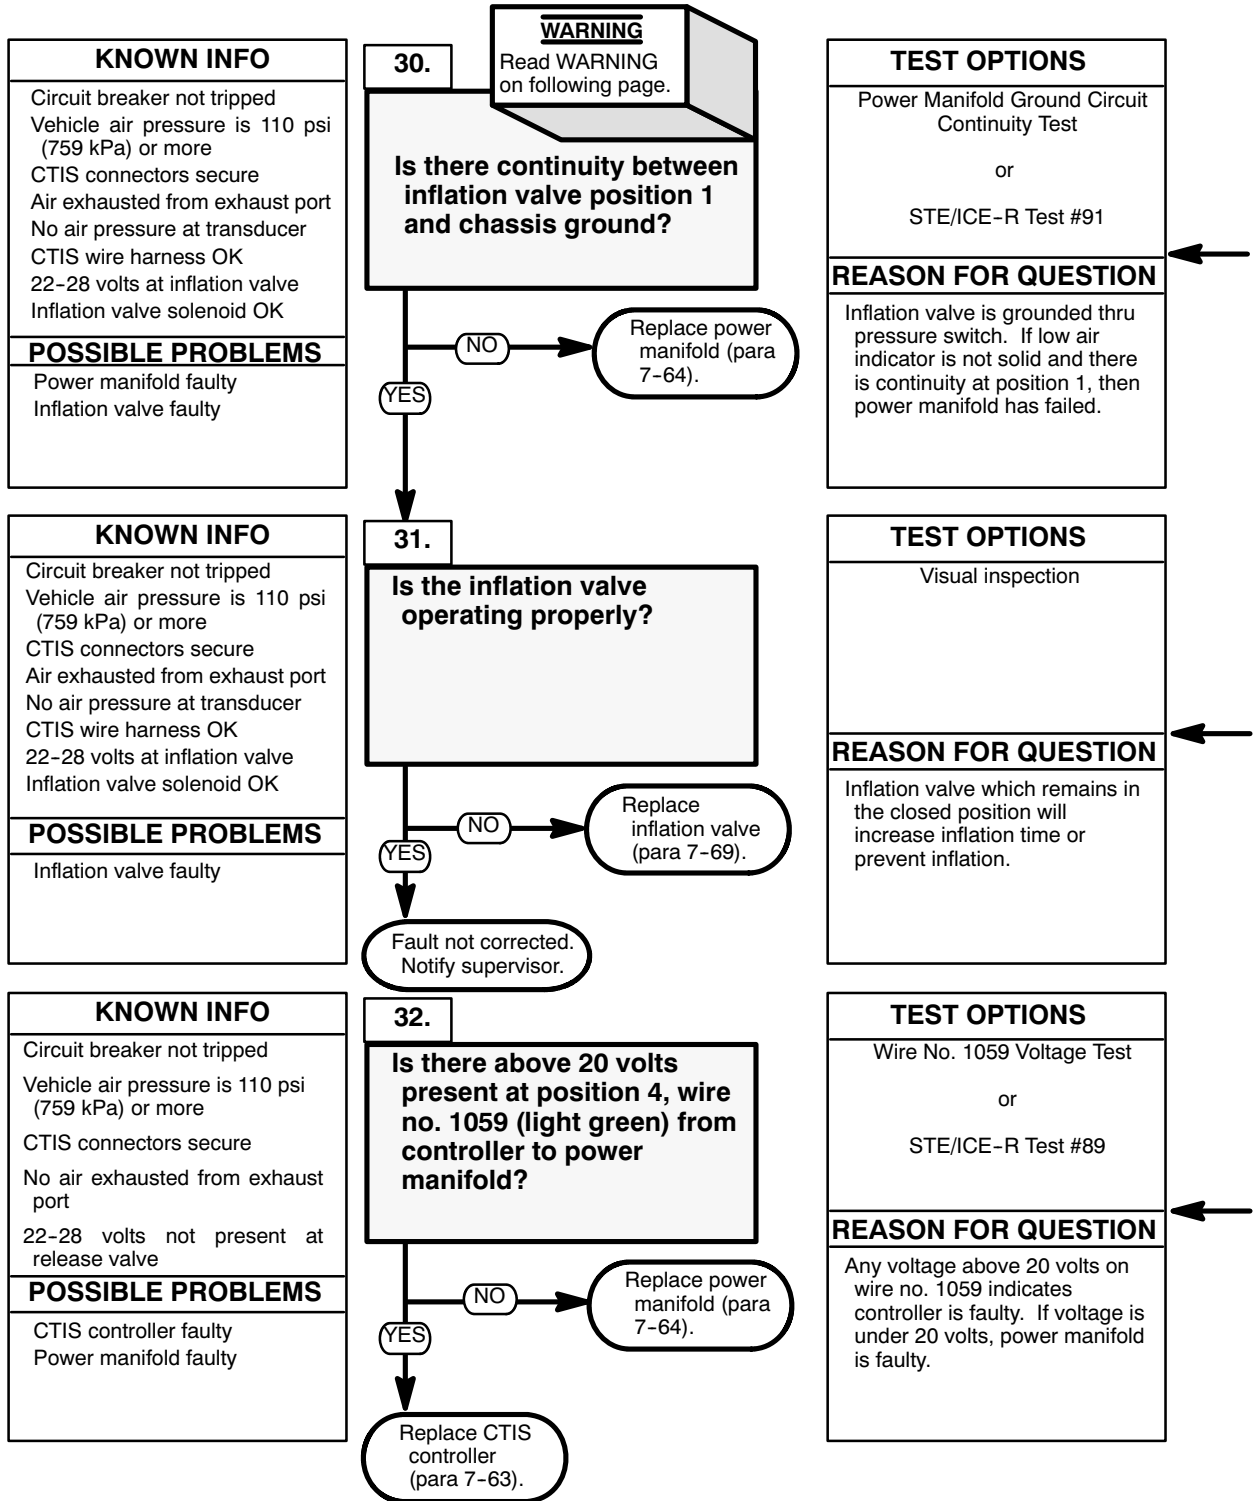 KNOWN INFO
Circuit breaker not tripped
Vehicle air pressure is 110 psi
(759 kPa) or more
CTIS connectors secure
Air exhausted from exhaust port
No air pressure at transducer
CTIS wire harness OK
22-28 volts at inflation valve
Inflation valve solenoid OK
POSSIBLE PROBLEMS
Power manifold faulty
Inflation valve faulty
30.
WARNING
Read WARNING
on following page.
Is there continuity between
inflation valve position 1
and chassis ground?
NO
Replace power
manifold (para
7-64).
YES
TEST OPTIONS
Power Manifold Ground Circuit
Continuity Test
or
STE/ICE-R Test #91
REASON FOR QUESTION
Inflation valve is grounded thru
pressure switch. If low air
indicator is not solid and there
is continuity at position 1, then
power manifold has failed.
KNOWN INFO
Circuit breaker not tripped
Vehicle air pressure is 110 psi
(759 kPa) or more
CTIS connectors secure
Air exhausted from exhaust port
No air pressure at transducer
CTIS wire harness OK
22-28 volts at inflation valve
Inflation valve solenoid OK
POSSIBLE PROBLEMS
Inflation valve faulty
31.
Is the inflation valve
operating properly?
NO
Replace
inflation valve
(para 7-69).
YES
Fault not corrected.
Notify supervisor.
TEST OPTIONS
Visual inspection
REASON FOR QUESTION
Inflation valve which remains in
the closed position will
increase inflation time or
prevent inflation.
KNOWN INFO
Circuit breaker not tripped
Vehicle air pressure is 110 psi
(759 kPa) or more
CTIS connectors secure
No air exhausted from exhaust
port
22-28 volts not present at
release valve
POSSIBLE PROBLEMS
CTIS controller faulty
Power manifold faulty
32.
Is there above 20 volts
present at position 4, wire
no. 1059 (light green) from
controller to power
manifold?
NO
Replace power
manifold (para
7-64).
YES
Replace CTIS
controller
(para 7-63).
TEST OPTIONS
Wire No. 1059 Voltage Test
or
STE/ICE-R Test #89
REASON FOR QUESTION
Any voltage above 20 volts on
wire no. 1059 indicates
controller is faulty. If voltage is
under 20 volts, power manifold
is faulty.